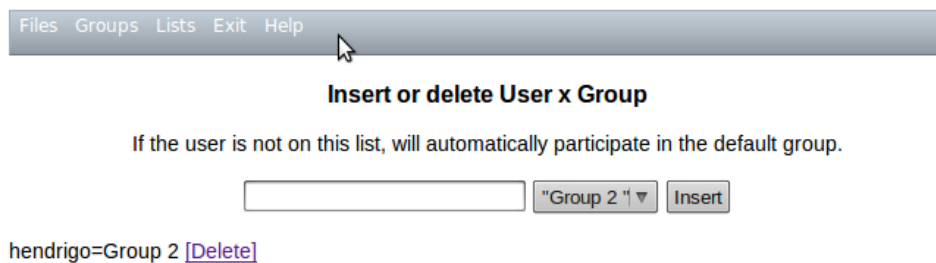 Files Groups Lists Exit Help
Insert or delete User x Group
If the user is not on this list, will automatically participate in the default group.
"Group 2 " Insert
hendrigo=Group 2 [Delete]